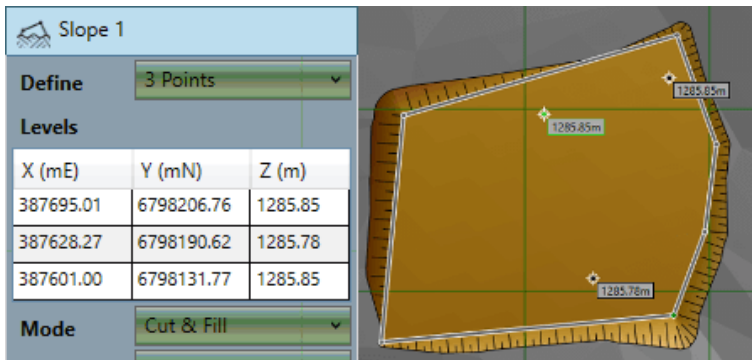 Slope 1
Define 3 Points
Levels
X (mE) Y (mN) Z (m)
387695.01 6798206.76 1285.85
387628.27 6798190.62 1285.78
387601.00 6798131.77 1285.85
Mode Cut & Fill
1285.85m
1285.85m
1285.78m